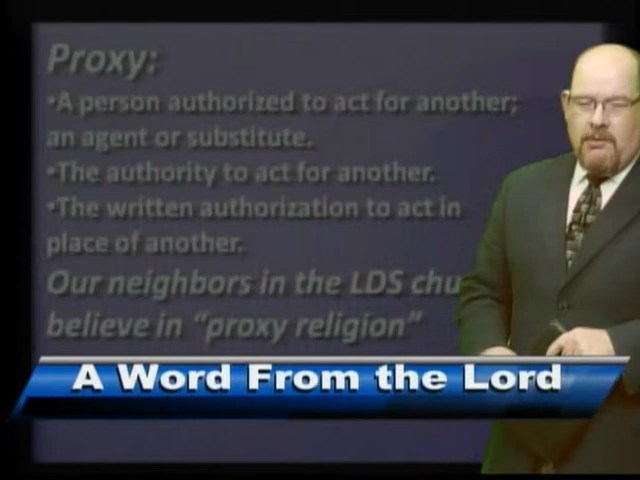 Proxy:
•A person authorized to act for another;
an agent or substitute.
•The authority to act for another.
•The written authorization to act in
place of another.
Our neighbors in the LDS chu
believe in "proxy religion"
A Word From the Lord